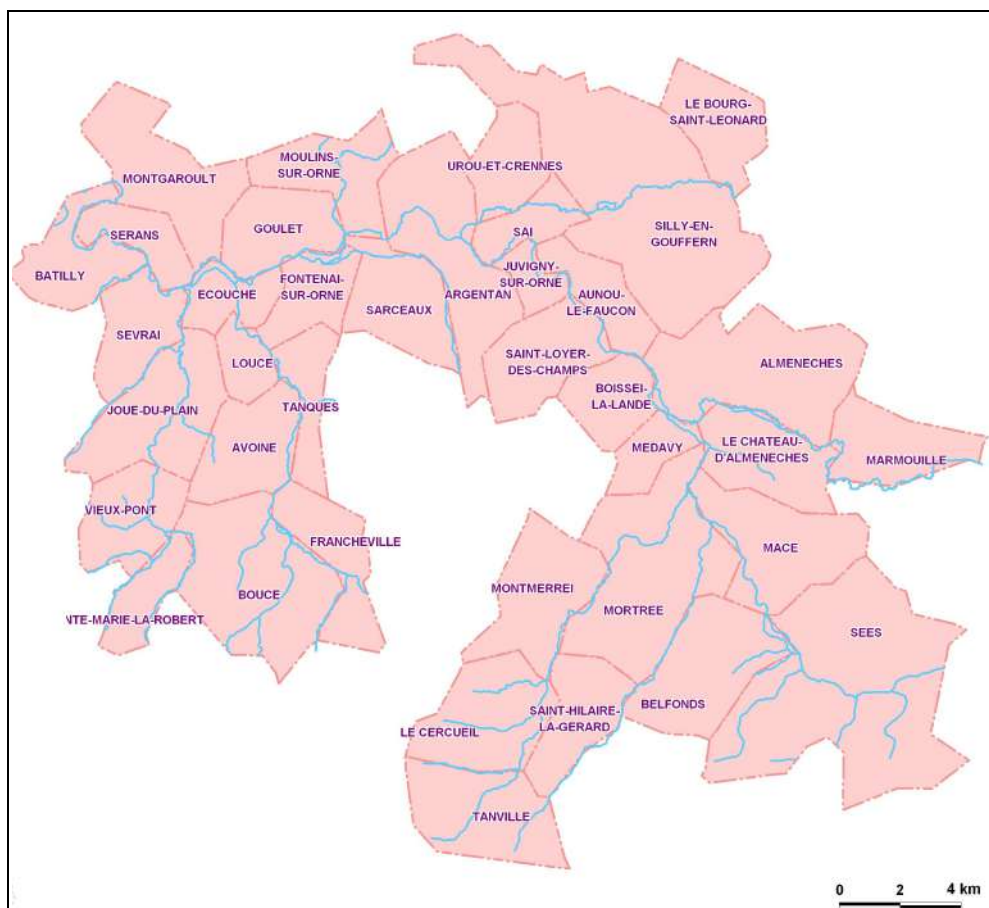 LE BOURG-
SAINT-LEONARD
MOULINS-
SUR-ORNE
UROU-ET-CRENNES
MONTGAROULT
GOULET
SAI
SILLY-EN-
GOUFFERN
SERANS
BATILLY
JUVIGNY-
SUR-ORNE
FONTENAI-
SUR-ORNE
ECOUCHE
ARGENTAN
AUNOU-
LE-FAUCON
SARCEAUX
SEVRAI
LOUCE
SAINT-LOYER-
DES-CHAMPS
ALMENECHES
BOISSEI-
LA-LANDE
JOUE-DU-PLAIN
TANQUES
AVOINE
MEDAVY
LE CHATEAU-
D'ALMENECHES
MARMOUILLE
VIEUX-PONT
FRANCHEVILLE
MACE
MONTMERREI
BOUCE
MORTREE
NTE-MARIE-LA-ROBERT
SEES
BELFONDS
SAINT-HILAIRE-
LA-GERARD
LE CERCUEIL
TANVILLE
0 2 4 km